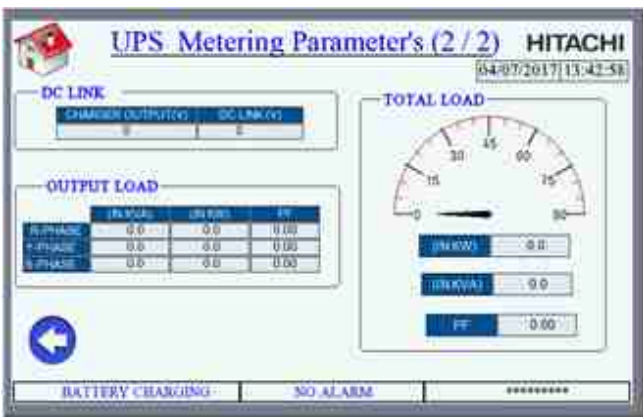 UPS Metering Parameter's (2 / 2)
HITACHI
04/07/2017 13:42:58
DC LINK
CHARGER OUTPUT(V) DC LINK(V)
0 0
OUTPUT LOAD
(IN KVA) (IN KW) PF
R-PHASE 0.0 0.0 0.00
Y-PHASE 0.0 0.0 0.00
B-PHASE 0.0 0.0 0.00
TOTAL LOAD
0 15 30 45 60 75 90
(IN KW) 0.0
(IN KVA) 0.0
PF 0.00
BATTERY CHARGING NO ALARM *********